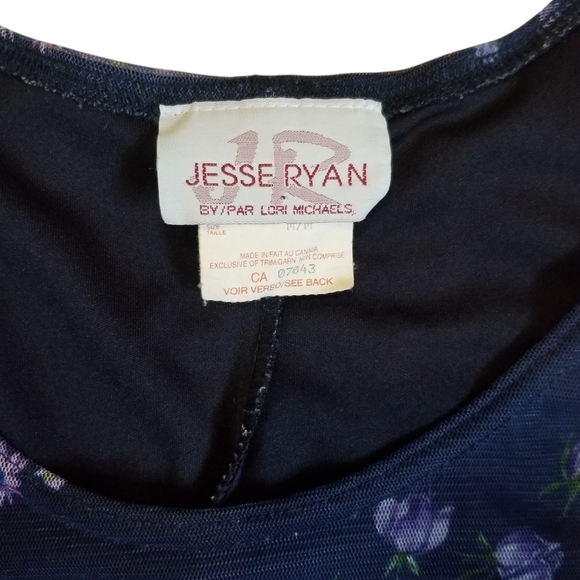 JR
JESSE RYAN
BY/PAR LORI MICHAELS
SIZE
TAILLE
M/M
MADE IN/FAIT AU CANADA
EXCLUSIVE OF TRIM/GARN. NON COMPRISE
CA 07043
VOIR VERSO/SEE BACK